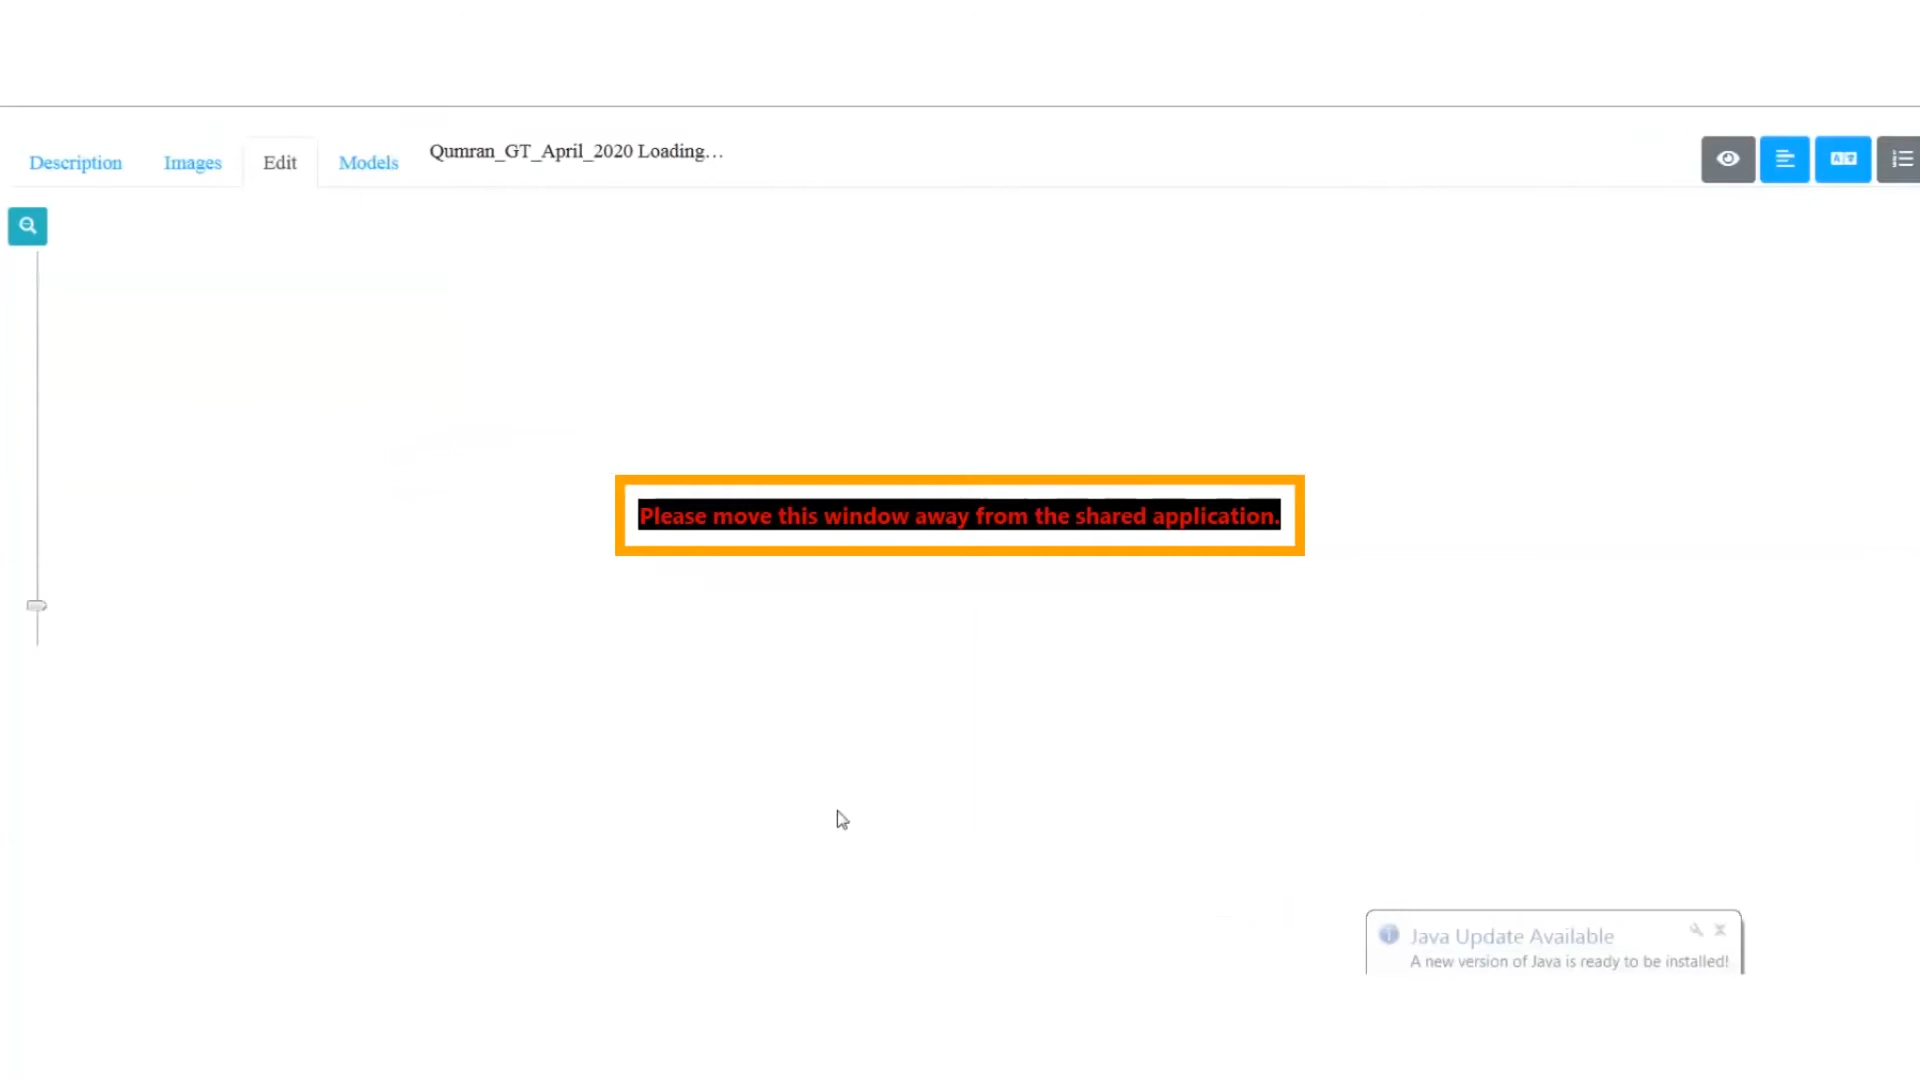 Description Images Edit Models Qumran_GT_April_2020 Loading…
Please move this window away from the shared application.
Java Update Available
A new version of Java is ready to be installed!